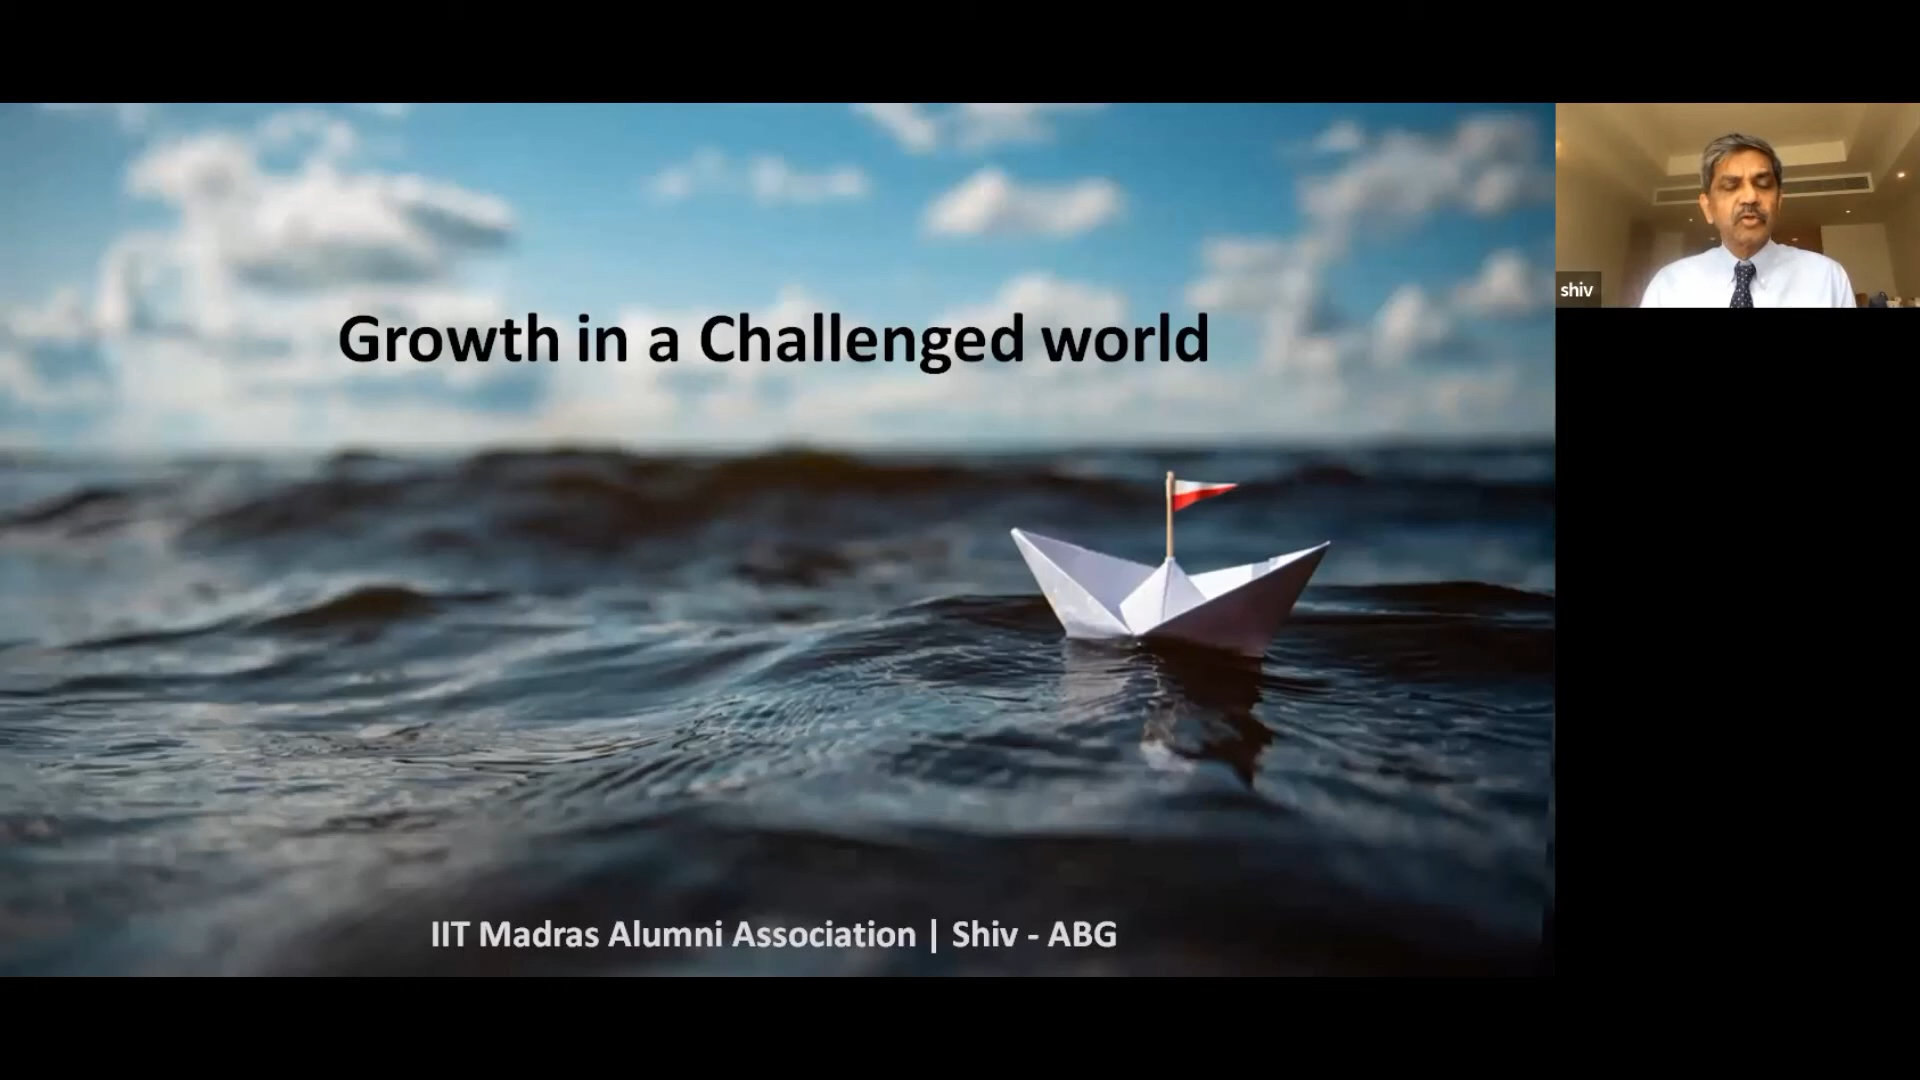 Growth in a Challenged world
shiv
IIT Madras Alumni Association | Shiv - ABG